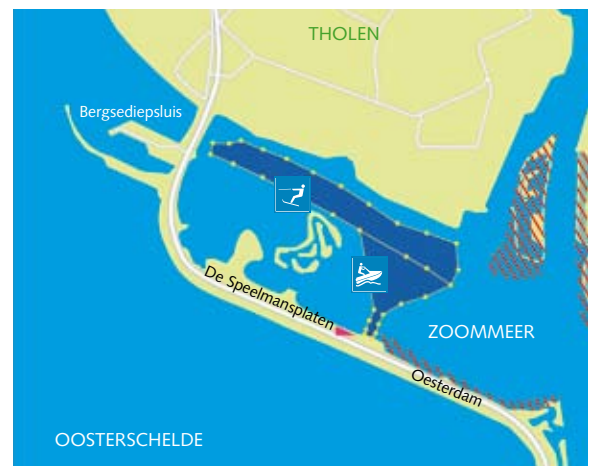 THOLEN
Bergsediepsluis
De Speelmansplaten
ZOOMMEER
Oesterdam
OOSTERSCHELDE